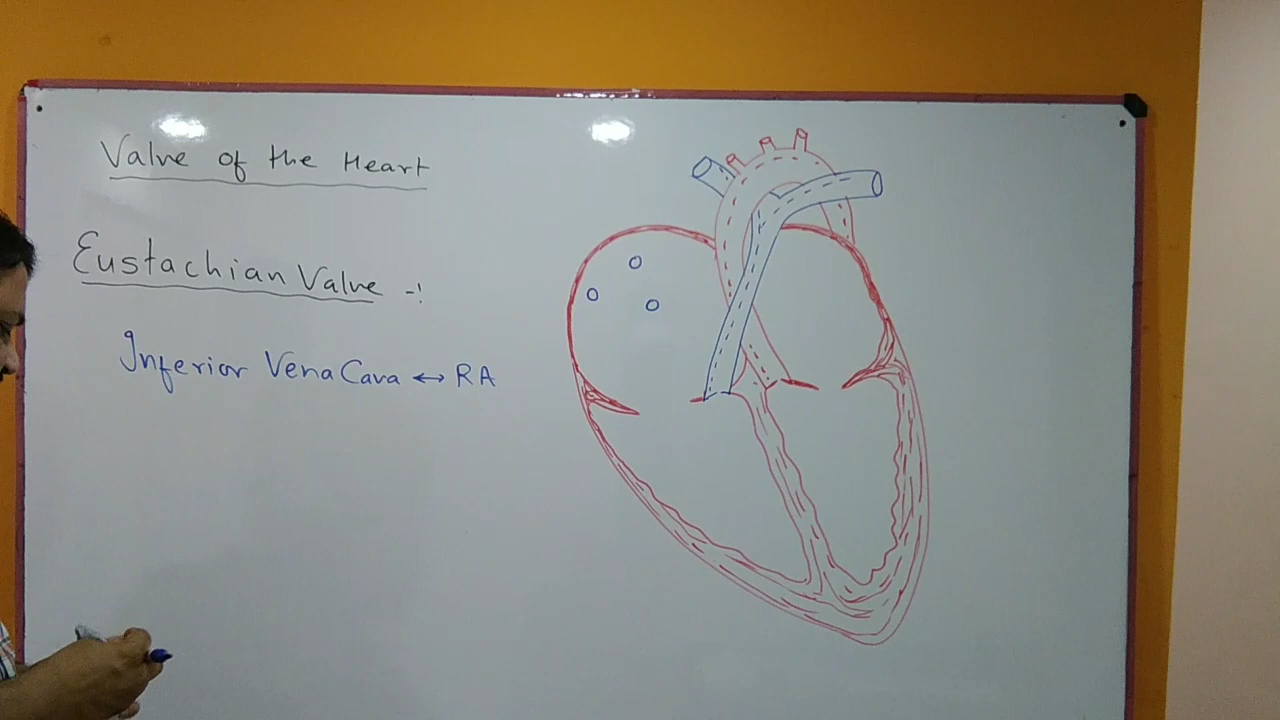 Valve of the Heart
Eustachian Valve -:
Inferior Vena Cava ↔ RA